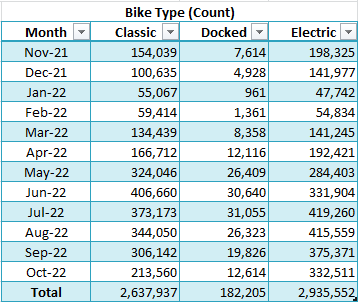 Bike Type (Count)
Month Classic Docked Electric
Nov-21 154,039 7,614 198,325
Dec-21 100,635 4,928 141,977
Jan-22 55,067 961 47,742
Feb-22 59,414 1,361 54,834
Mar-22 134,439 8,358 141,245
Apr-22 166,712 12,116 192,421
May-22 324,046 26,409 284,403
Jun-22 406,660 30,640 331,904
Jul-22 373,173 31,055 419,260
Aug-22 344,050 26,323 415,559
Sep-22 306,142 19,826 375,371
Oct-22 213,560 12,614 332,511
Total 2,637,937 182,205 2,935,552